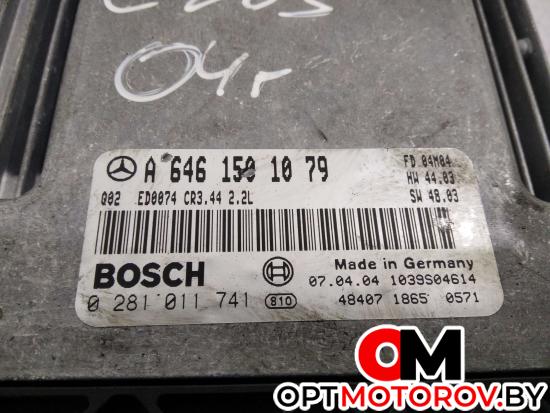 04г
A 646 150 10 79
FD 04M04
Q02 ED0074 CR3.44 2.2L
HW 44.03
SW 48.03
BOSCH
Made in Germany
0 281 011 741 810
07.04.04 1039S04614
48407 1865 0571
OM
OPTMOTOROV.BY